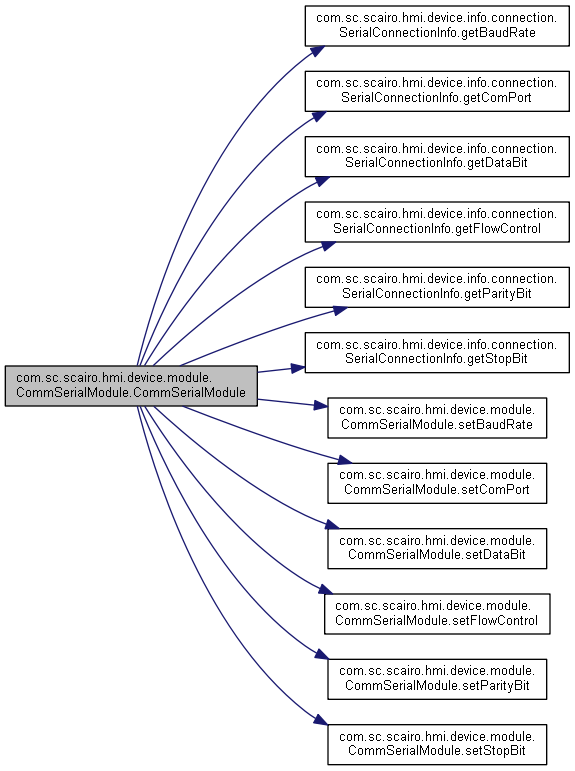 com.sc.scairo.hmi.device.info.connection.
SerialConnectionInfo.getBaudRate
com.sc.scairo.hmi.device.info.connection.
SerialConnectionInfo.getComPort
com.sc.scairo.hmi.device.info.connection.
SerialConnectionInfo.getDataBit
com.sc.scairo.hmi.device.info.connection.
SerialConnectionInfo.getFlowControl
com.sc.scairo.hmi.device.info.connection.
SerialConnectionInfo.getParityBit
com.sc.scairo.hmi.device.info.connection.
SerialConnectionInfo.getStopBit
com.sc.scairo.hmi.device.module.
CommSerialModule.CommSerialModule
com.sc.scairo.hmi.device.module.
CommSerialModule.setBaudRate
com.sc.scairo.hmi.device.module.
CommSerialModule.setComPort
com.sc.scairo.hmi.device.module.
CommSerialModule.setDataBit
com.sc.scairo.hmi.device.module.
CommSerialModule.setFlowControl
com.sc.scairo.hmi.device.module.
CommSerialModule.setParityBit
com.sc.scairo.hmi.device.module.
CommSerialModule.setStopBit